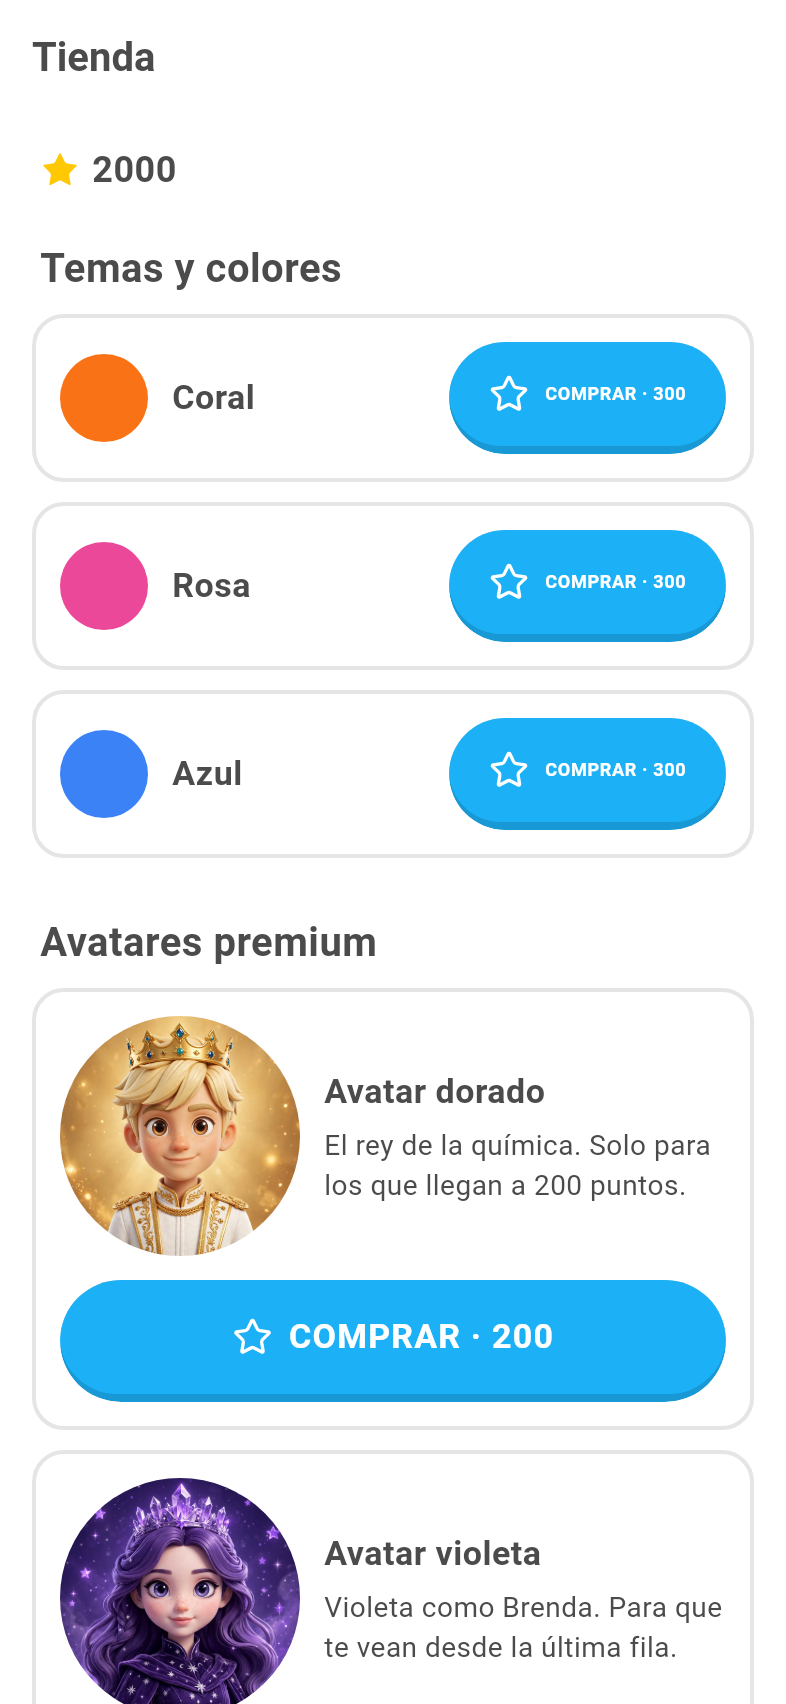 Tienda
2000
Temas y colores
Coral
COMPRAR · 300
Rosa
COMPRAR · 300
Azul
COMPRAR · 300
Avatares premium
Avatar dorado
El rey de la química. Solo para
los que llegan a 200 puntos.
COMPRAR · 200
Avatar violeta
Violeta como Brenda. Para que
te vean desde la última fila.